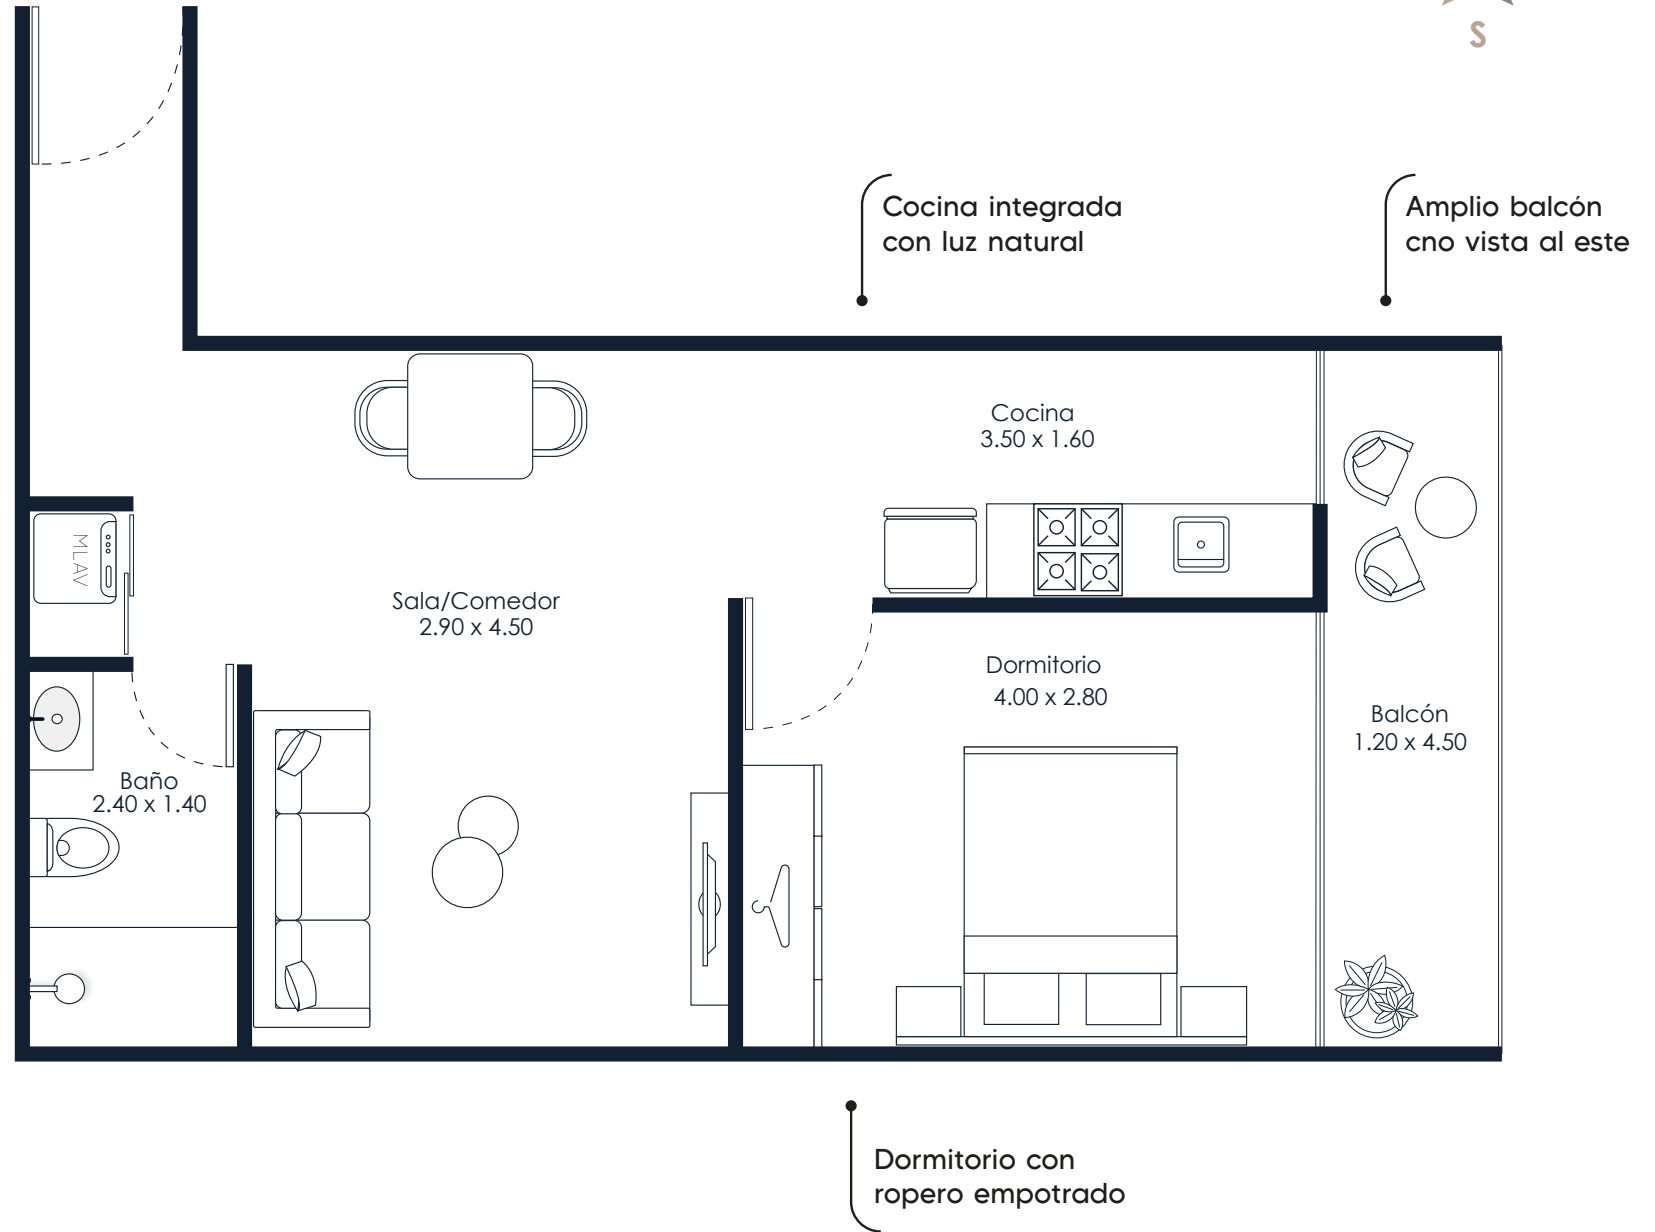 S
Cocina integrada
con luz natural
Amplio balcón
cno vista al este
Cocina
3.50 x 1.60
MLAV
Sala/Comedor
2.90 x 4.50
Dormitorio
4.00 x 2.80
Balcón
1.20 x 4.50
Baño
2.40 x 1.40
Dormitorio con
ropero empotrado